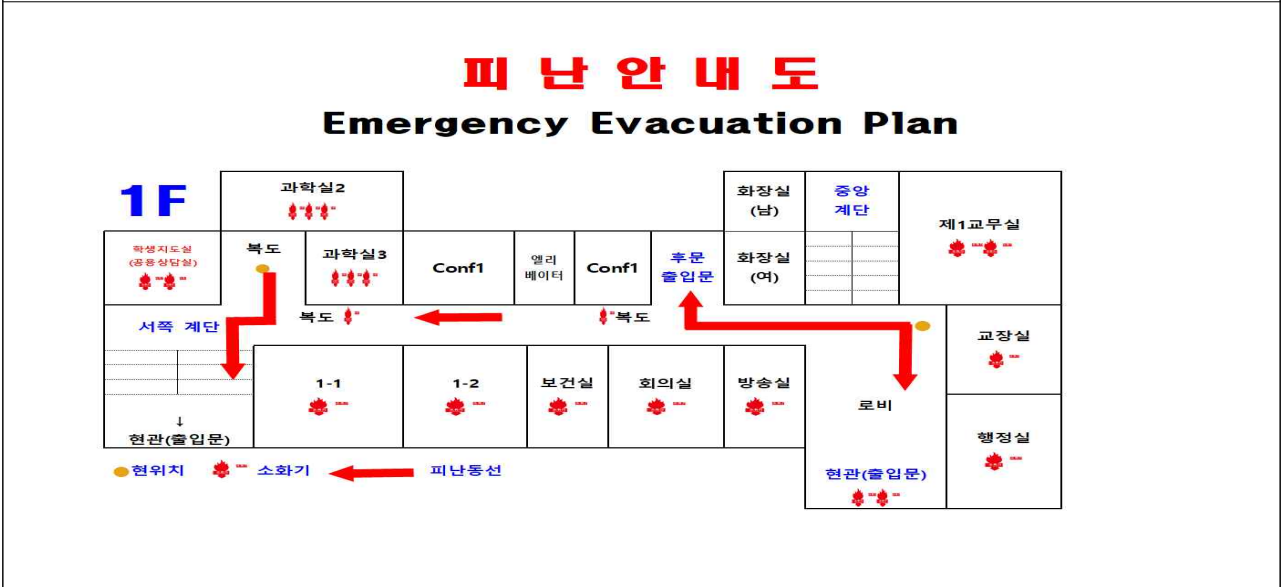 피난안내도
Emergency Evacuation Plan
1F
과학실2
화장실
(남)
중앙
계단
제1교무실
학생지도실
(공용상담실)
복도
과학실3
Conf1
엘리
베이터
Conf1
후문
출입문
화장실
(여)
서쪽 계단
복도
복도
교장실
1-1
1-2
보건실
회의실
방송실
로비
↓
현관(출입문)
행정실
현위치
소화기
피난동선
현관(출입문)